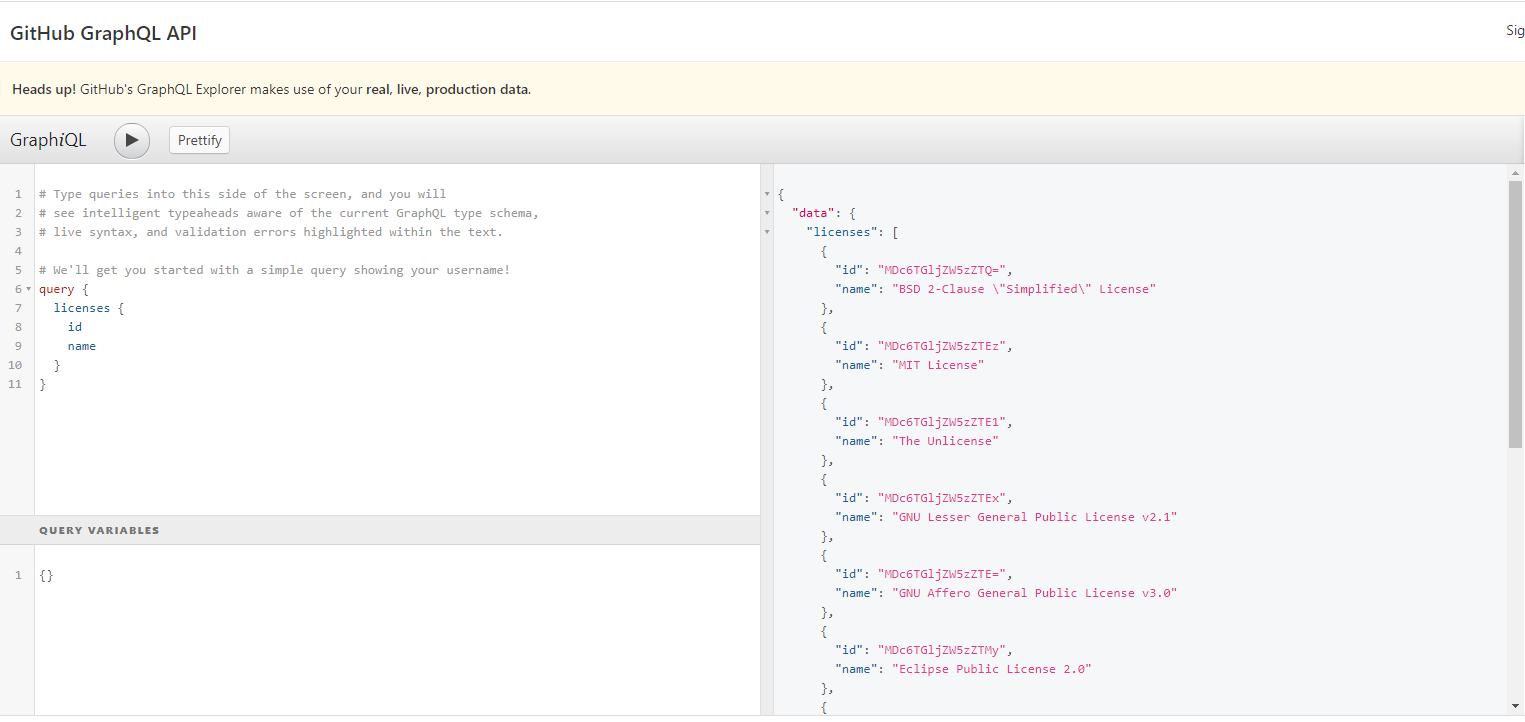 GitHub GraphQL API
Sig
Heads up! GitHub's GraphQL Explorer makes use of your real, live, production data.
GraphiQL
Prettify
1 # Type queries into this side of the screen, and you will
2 # see intelligent typeaheads aware of the current GraphQL type schema,
3 # live syntax, and validation errors highlighted within the text.
4
5 # We'll get you started with a simple query showing your username!
6 query {
7 licenses {
8 id
9 name
10 }
11 }
QUERY VARIABLES
1 {}
{
"data": {
"licenses": [
{
"id": "MDc6TGljZW5zZTQ=",
"name": "BSD 2-Clause \"Simplified\" License"
},
{
"id": "MDc6TGljZW5zZTEz",
"name": "MIT License"
},
{
"id": "MDc6TGljZW5zZTE1",
"name": "The Unlicense"
},
{
"id": "MDc6TGljZW5zZTEx",
"name": "GNU Lesser General Public License v2.1"
},
{
"id": "MDc6TGljZW5zZTE=",
"name": "GNU Affero General Public License v3.0"
},
{
"id": "MDc6TGljZW5zZTMy",
"name": "Eclipse Public License 2.0"
},
{